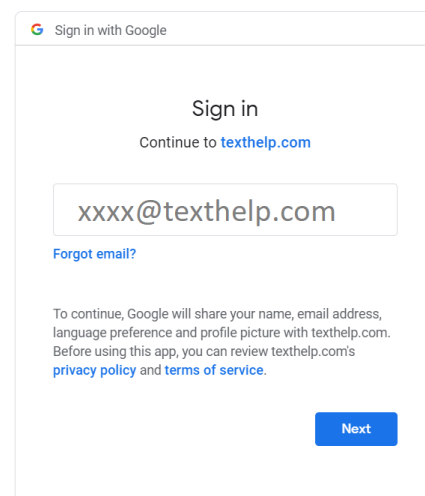 Sign in with Google
Sign in
Continue to texthelp.com
xxxx@texthelp.com
Forgot email?
To continue, Google will share your name, email address,
language preference and profile picture with texthelp.com.
Before using this app, you can review texthelp.com's
privacy policy and terms of service.
Next